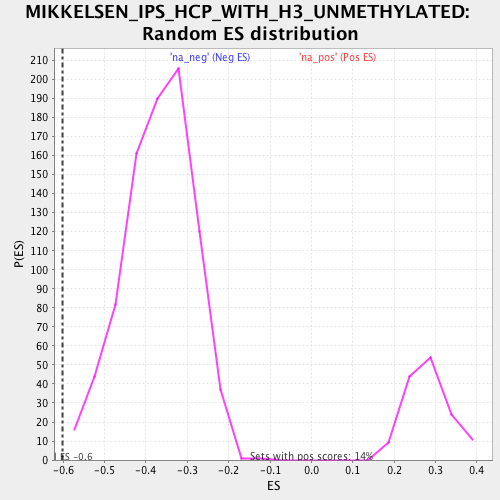 MIKKELSEN_IPS_HCP_WITH_H3_UNMETHYLATED:
Random ES distribution
'na_neg' (Neg ES) 'na_pos' (Pos ES)
P(ES)
210
200
190
180
170
160
150
140
130
120
110
100
90
80
70
60
50
40
30
20
10
0
ES -0.6
Sets with pos scores: 14%
-0.6 -0.5 -0.4 -0.3 -0.2 -0.1 0.0 0.1 0.2 0.3 0.4
ES